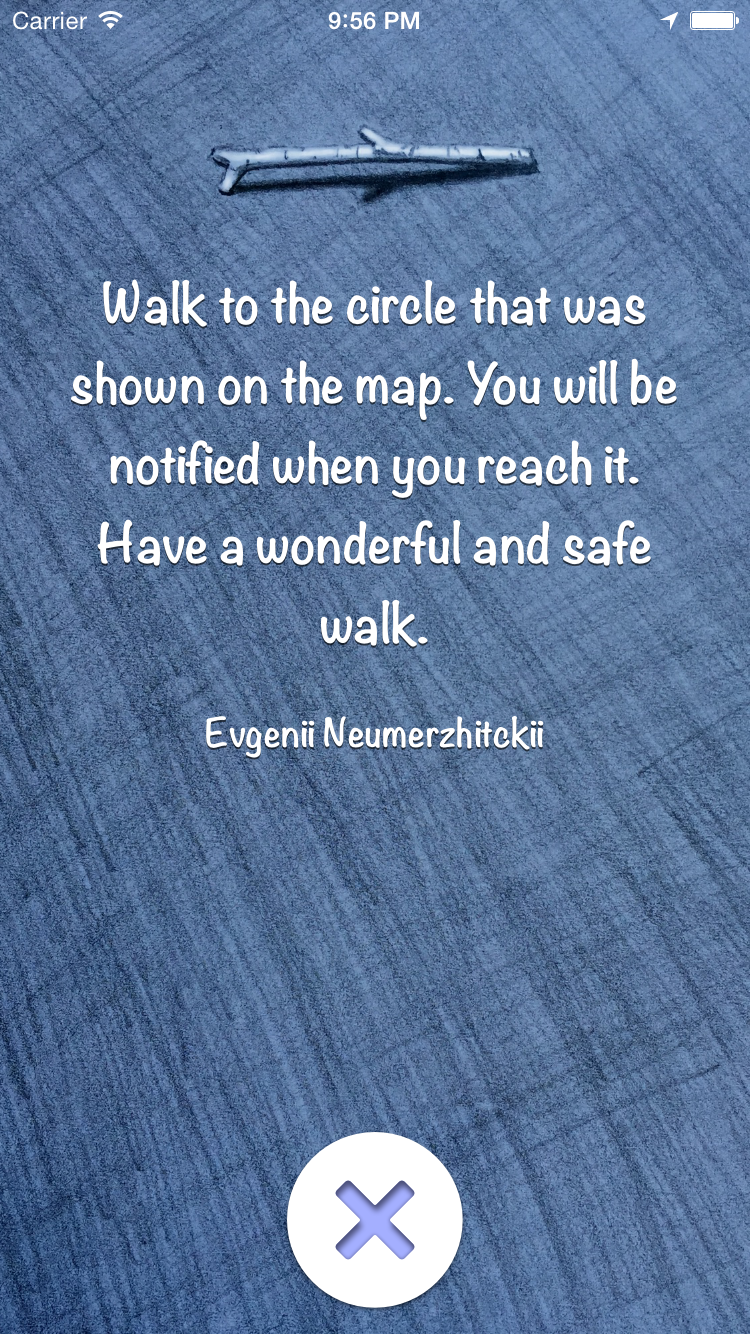 Carrier 9:56 PM
Walk to the circle that was
shown on the map. You will be
notified when you reach it.
Have a wonderful and safe
walk.
Evgenii Neumerzhitckii